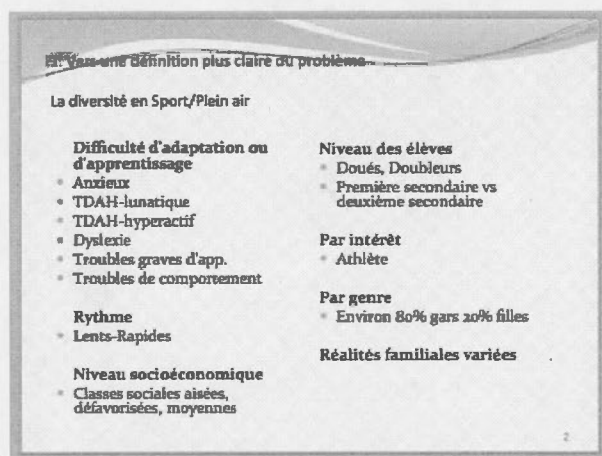 Vers une définition plus claire du problème
La diversité en Sport/Plein air
Difficulté d'adaptation ou
d'apprentissage
Anxieux
TDAH-lunatique
TDAH-hyperactif
Dyslexie
Troubles graves d'app.
Troubles de comportement
Rythme
Lents-Rapides
Niveau socioéconomique
Classes sociales aisées,
défavorisées, moyennes
Niveau des élèves
Doués, Doubleurs
Première secondaire vs
deuxième secondaire
Par intérêt
Athlète
Par genre
Environ 80% gars 20% filles
Réalités familiales variées
2